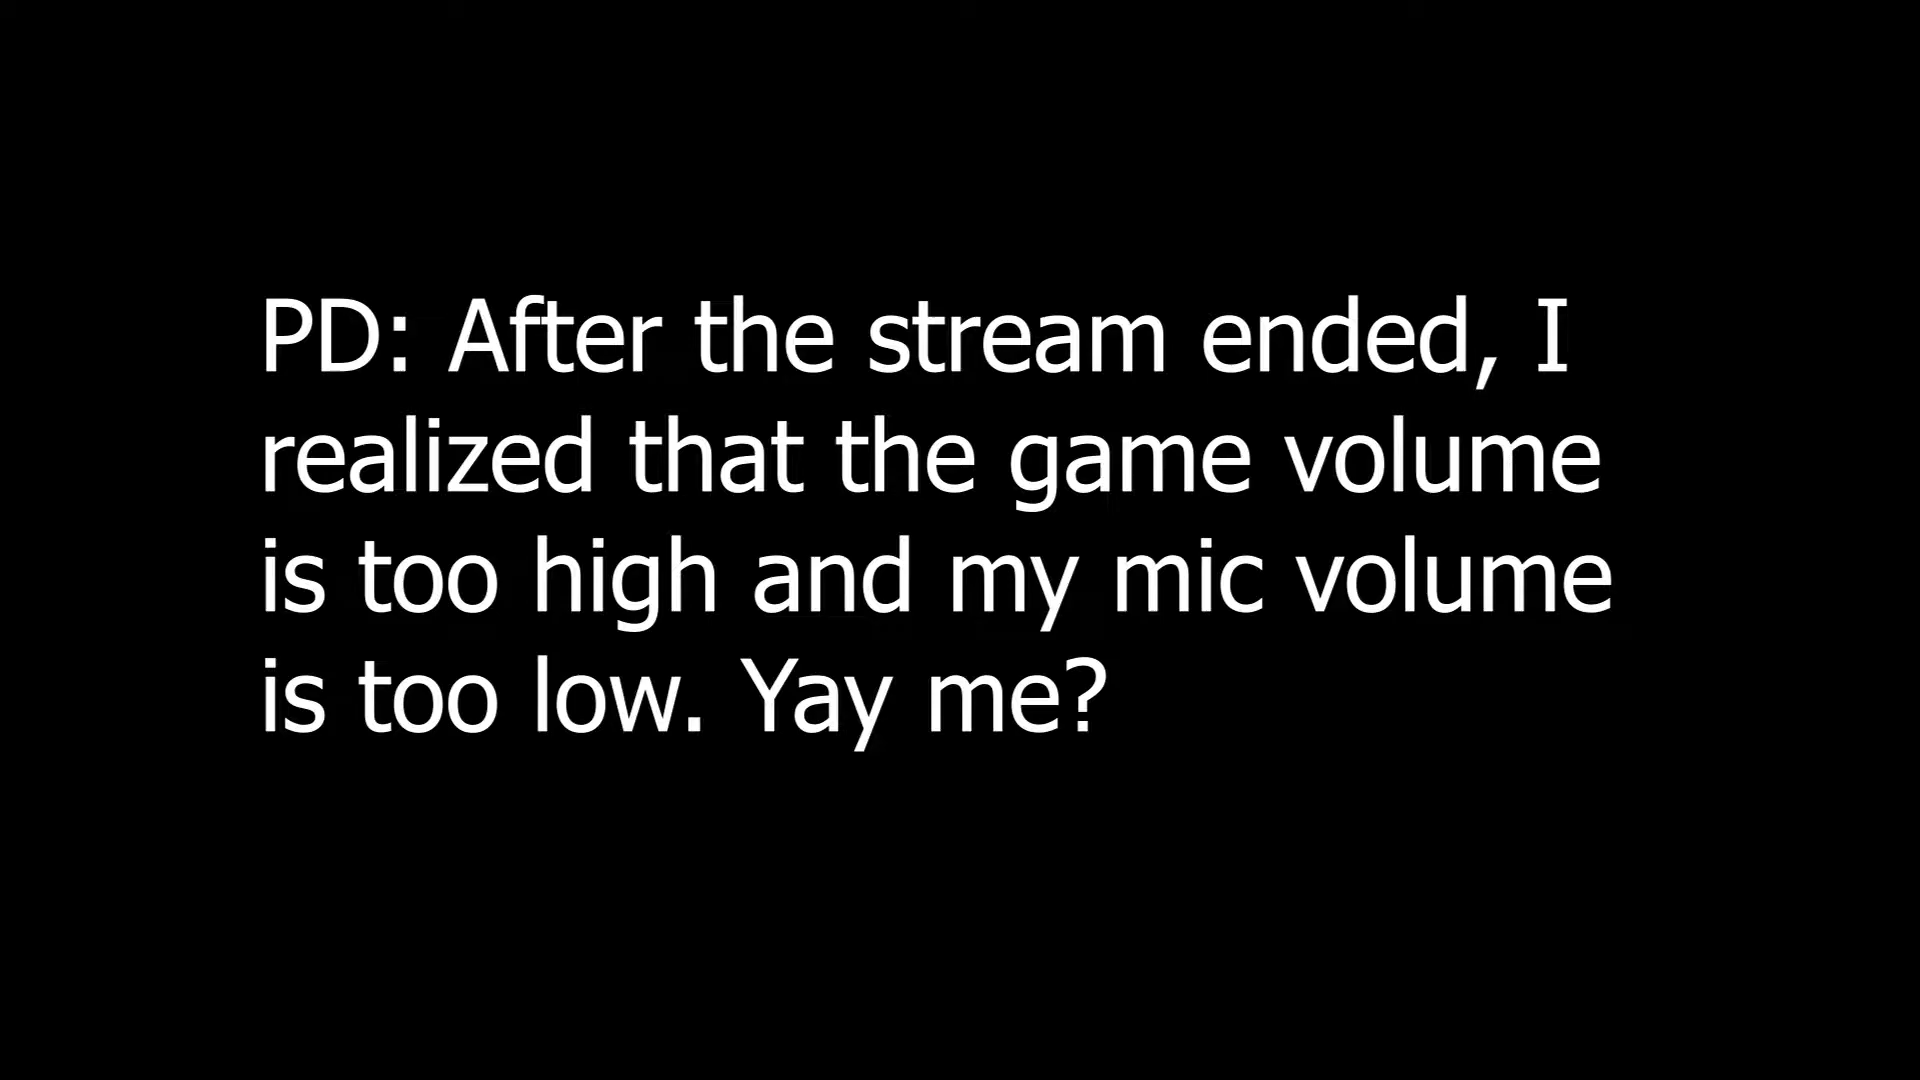 PD: After the stream ended, I
realized that the game volume
is too high and my mic volume
is too low. Yay me?